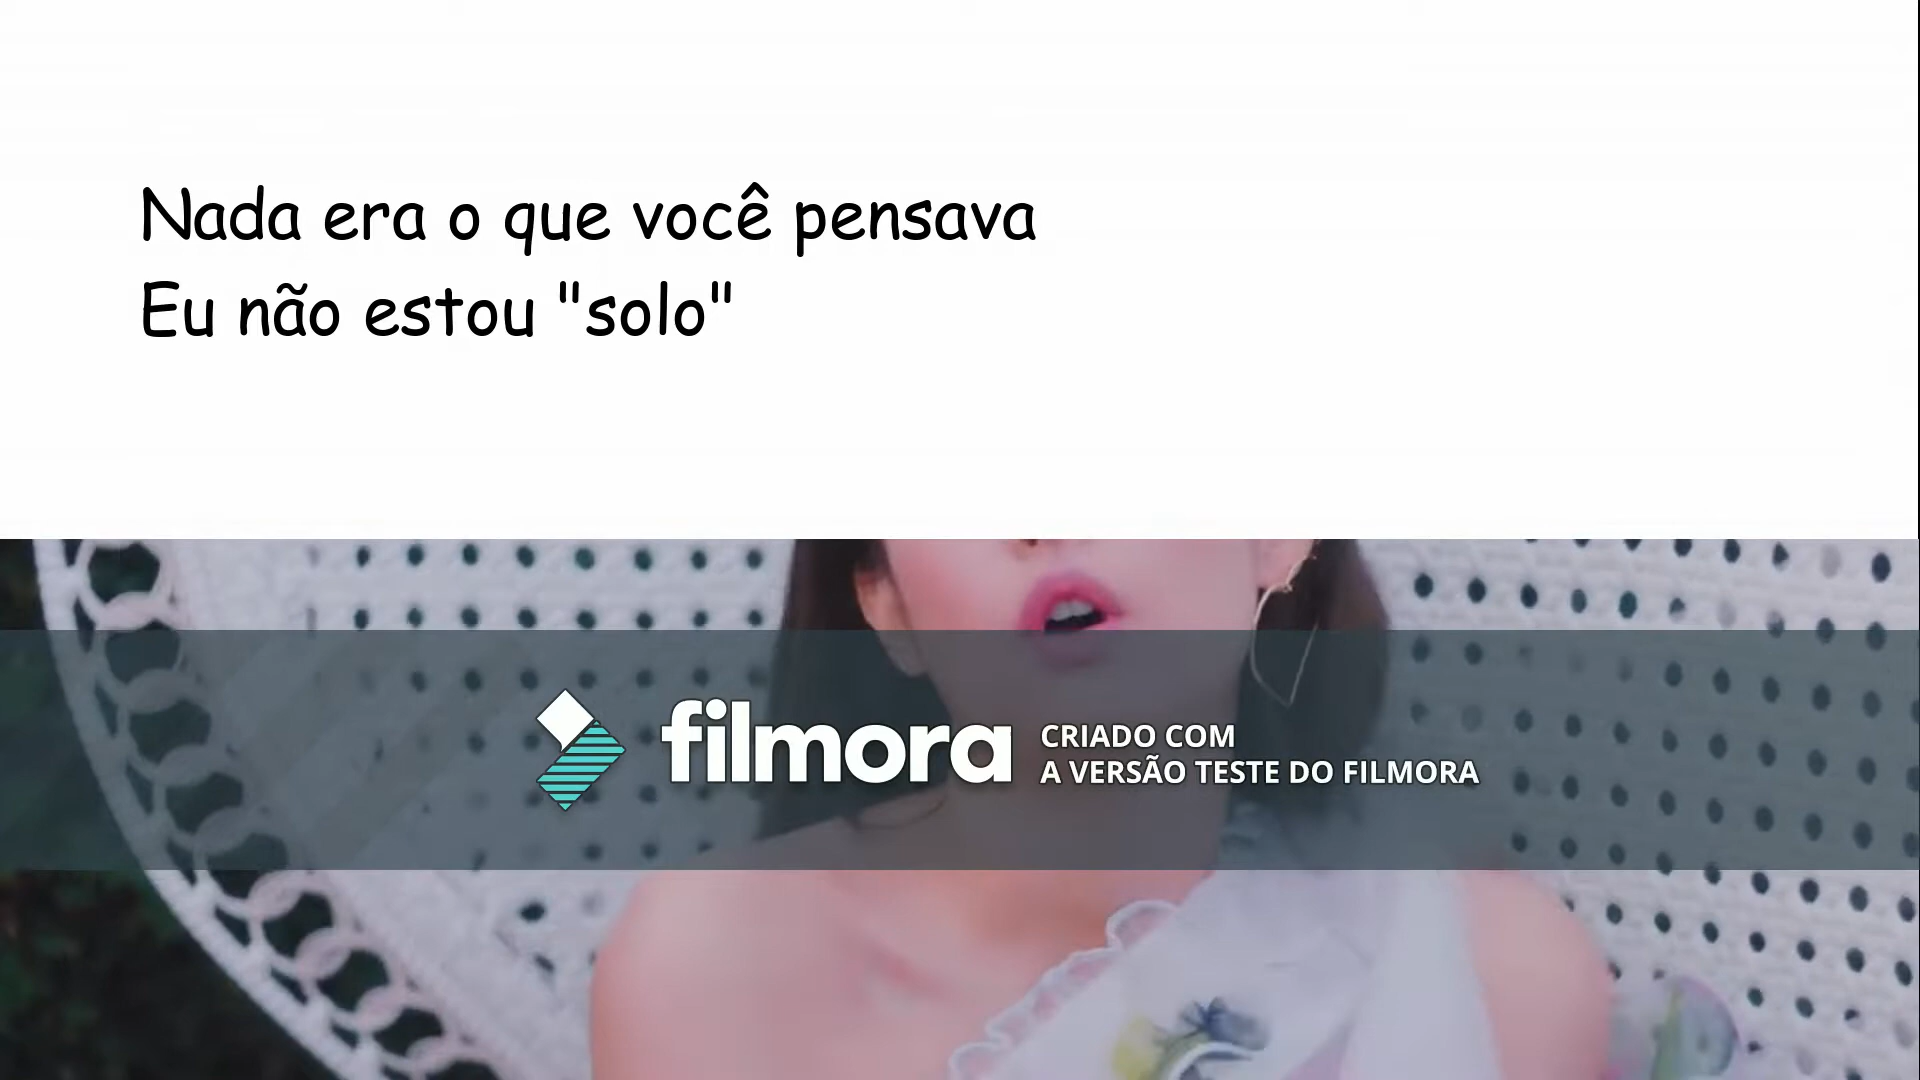 Nada era o que você pensava
Eu não estou "solo"
filmora
CRIADO COM
A VERSÃO TESTE DO FILMORA